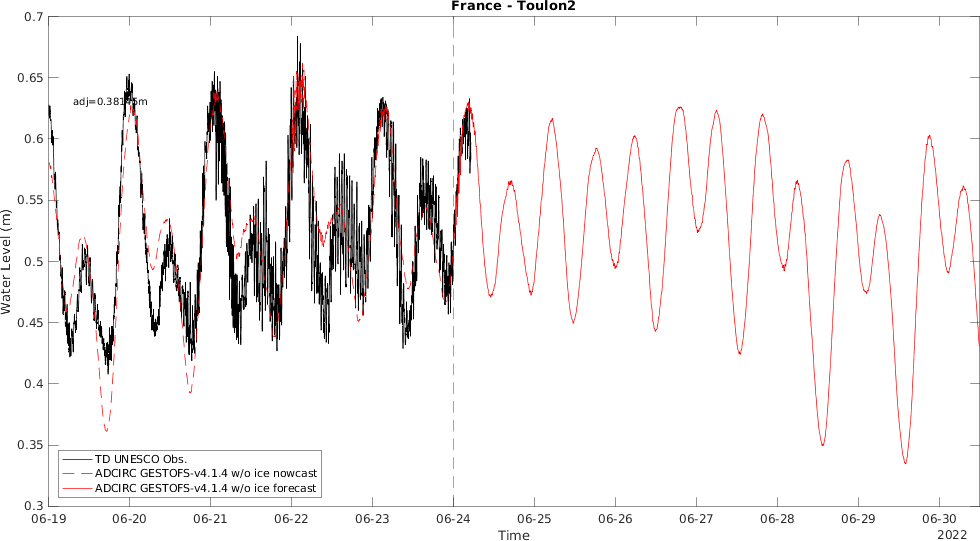 France - Toulon2
0.7
0.65
adj=0.38
m
0.6
0.55
0.5
0.45
0.4
0.35
0.3
Water Level (m)
TD UNESCO Obs.
ADCIRC GESTOFS-v4.1.4 w/o ice nowcast
ADCIRC GESTOFS-v4.1.4 w/o ice forecast
06-19 06-20 06-21 06-22 06-23 06-24 06-25 06-26 06-27 06-28 06-29 06-30
Time
2022